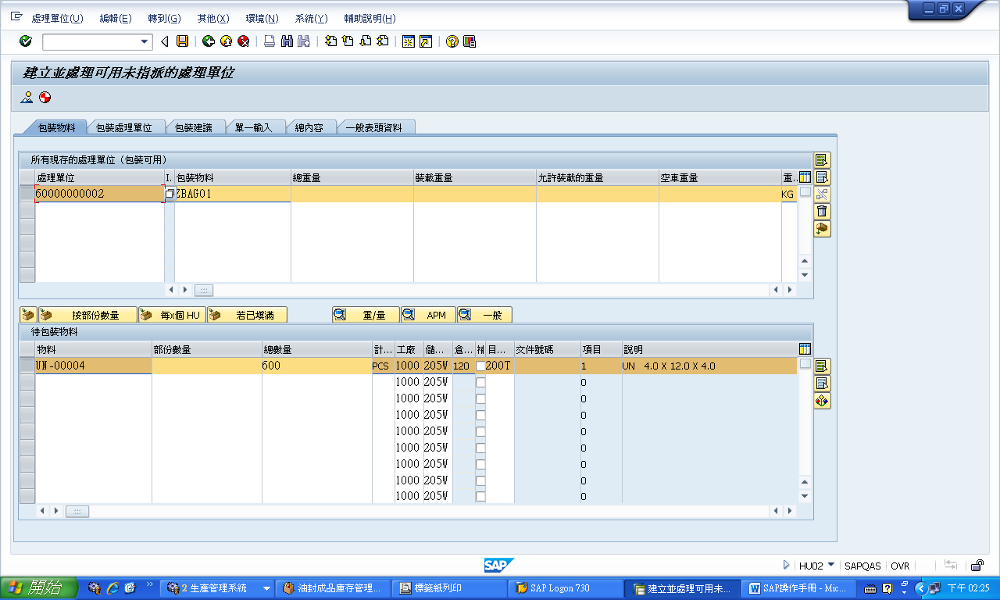 處理單位(U) 編輯(E) 轉到(G) 其他(X) 環境(N) 系統(Y) 輔助說明(H)
建立並處理可用未指派的處理單位
包裝物料 包裝處理單位 包裝建議 單一輸入 總內容 一般表頭資料
所有現存的處理單位 (包裝可用)
處理單位 I. 包裝物料 總重量 裝載重量 允許裝載的重量 空車重量 重..
60000000002 ZBAG01 KG
按部份數量 每x個 HU 若已填滿 重/量 APM 一般
待包裝物料
物料 部份數量 總數量 計... 工廠 儲... 倉... 目... 文件號碼 項目 說明
UN-00004 600 PCS 1000 205W 120 200T 1 UN 4.0 X 12.0 X 4.0
1000 205W 0
1000 205W 0
1000 205W 0
1000 205W 0
1000 205W 0
1000 205W 0
1000 205W 0
1000 205W 0
SAP HU02 SAPQAS OVR
開始 2 生產管理系統 油封成品庫存管理... 標籤紙列印 SAP Logon 730 建立並處理可用未... SAP操作手冊 - Mic... 下午 02:25